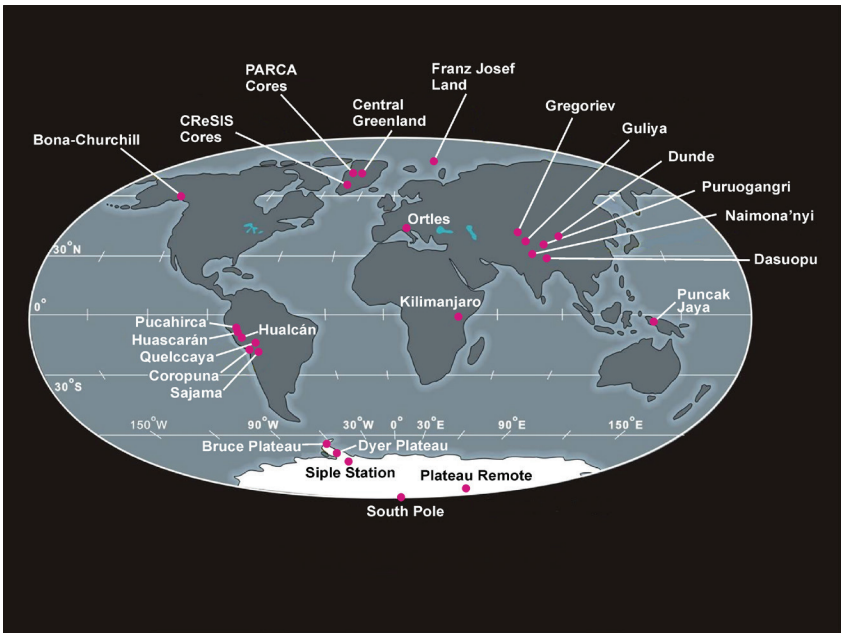 PARCA
Cores
Franz Josef
Land
Central
Greenland
CReSIS
Cores
Gregoriev
Bona-Churchill
Guliya
Dunde
Puruogangri
Naimona'nyi
Ortles
30°N
Dasuopu
Puncak
Jaya
0°
Kilimanjaro
Pucahirca
Hualcán
Huascarán
Quelccaya
Coropuna
30°S
Sajama
150°W
90°W
30°W
0°
30°E
90°E
150°E
Bruce Plateau
Dyer Plateau
Siple Station
Plateau Remote
South Pole